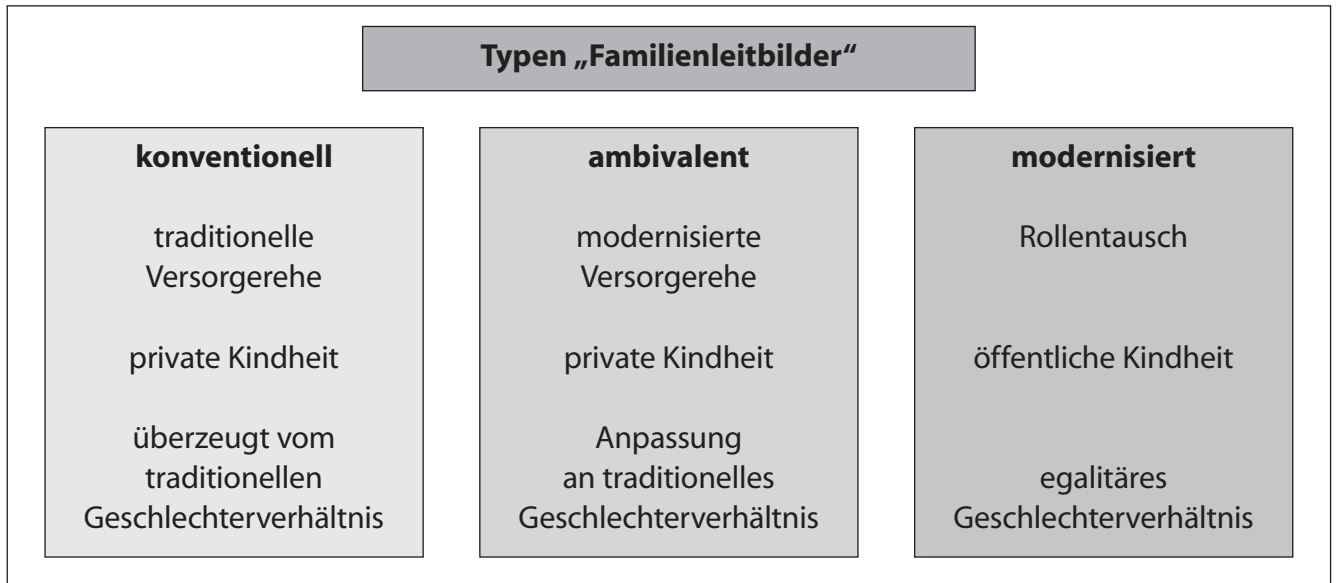 Typen „Familienleitbilder“
konventionell
traditionelle
Versorgerehe
private Kindheit
überzeugt vom
traditionellen
Geschlechterverhältnis
ambivalent
modernisierte
Versorgerehe
private Kindheit
Anpassung
an traditionelles
Geschlechterverhältnis
modernisiert
Rollentausch
öffentliche Kindheit
egalitäres
Geschlechterverhältnis